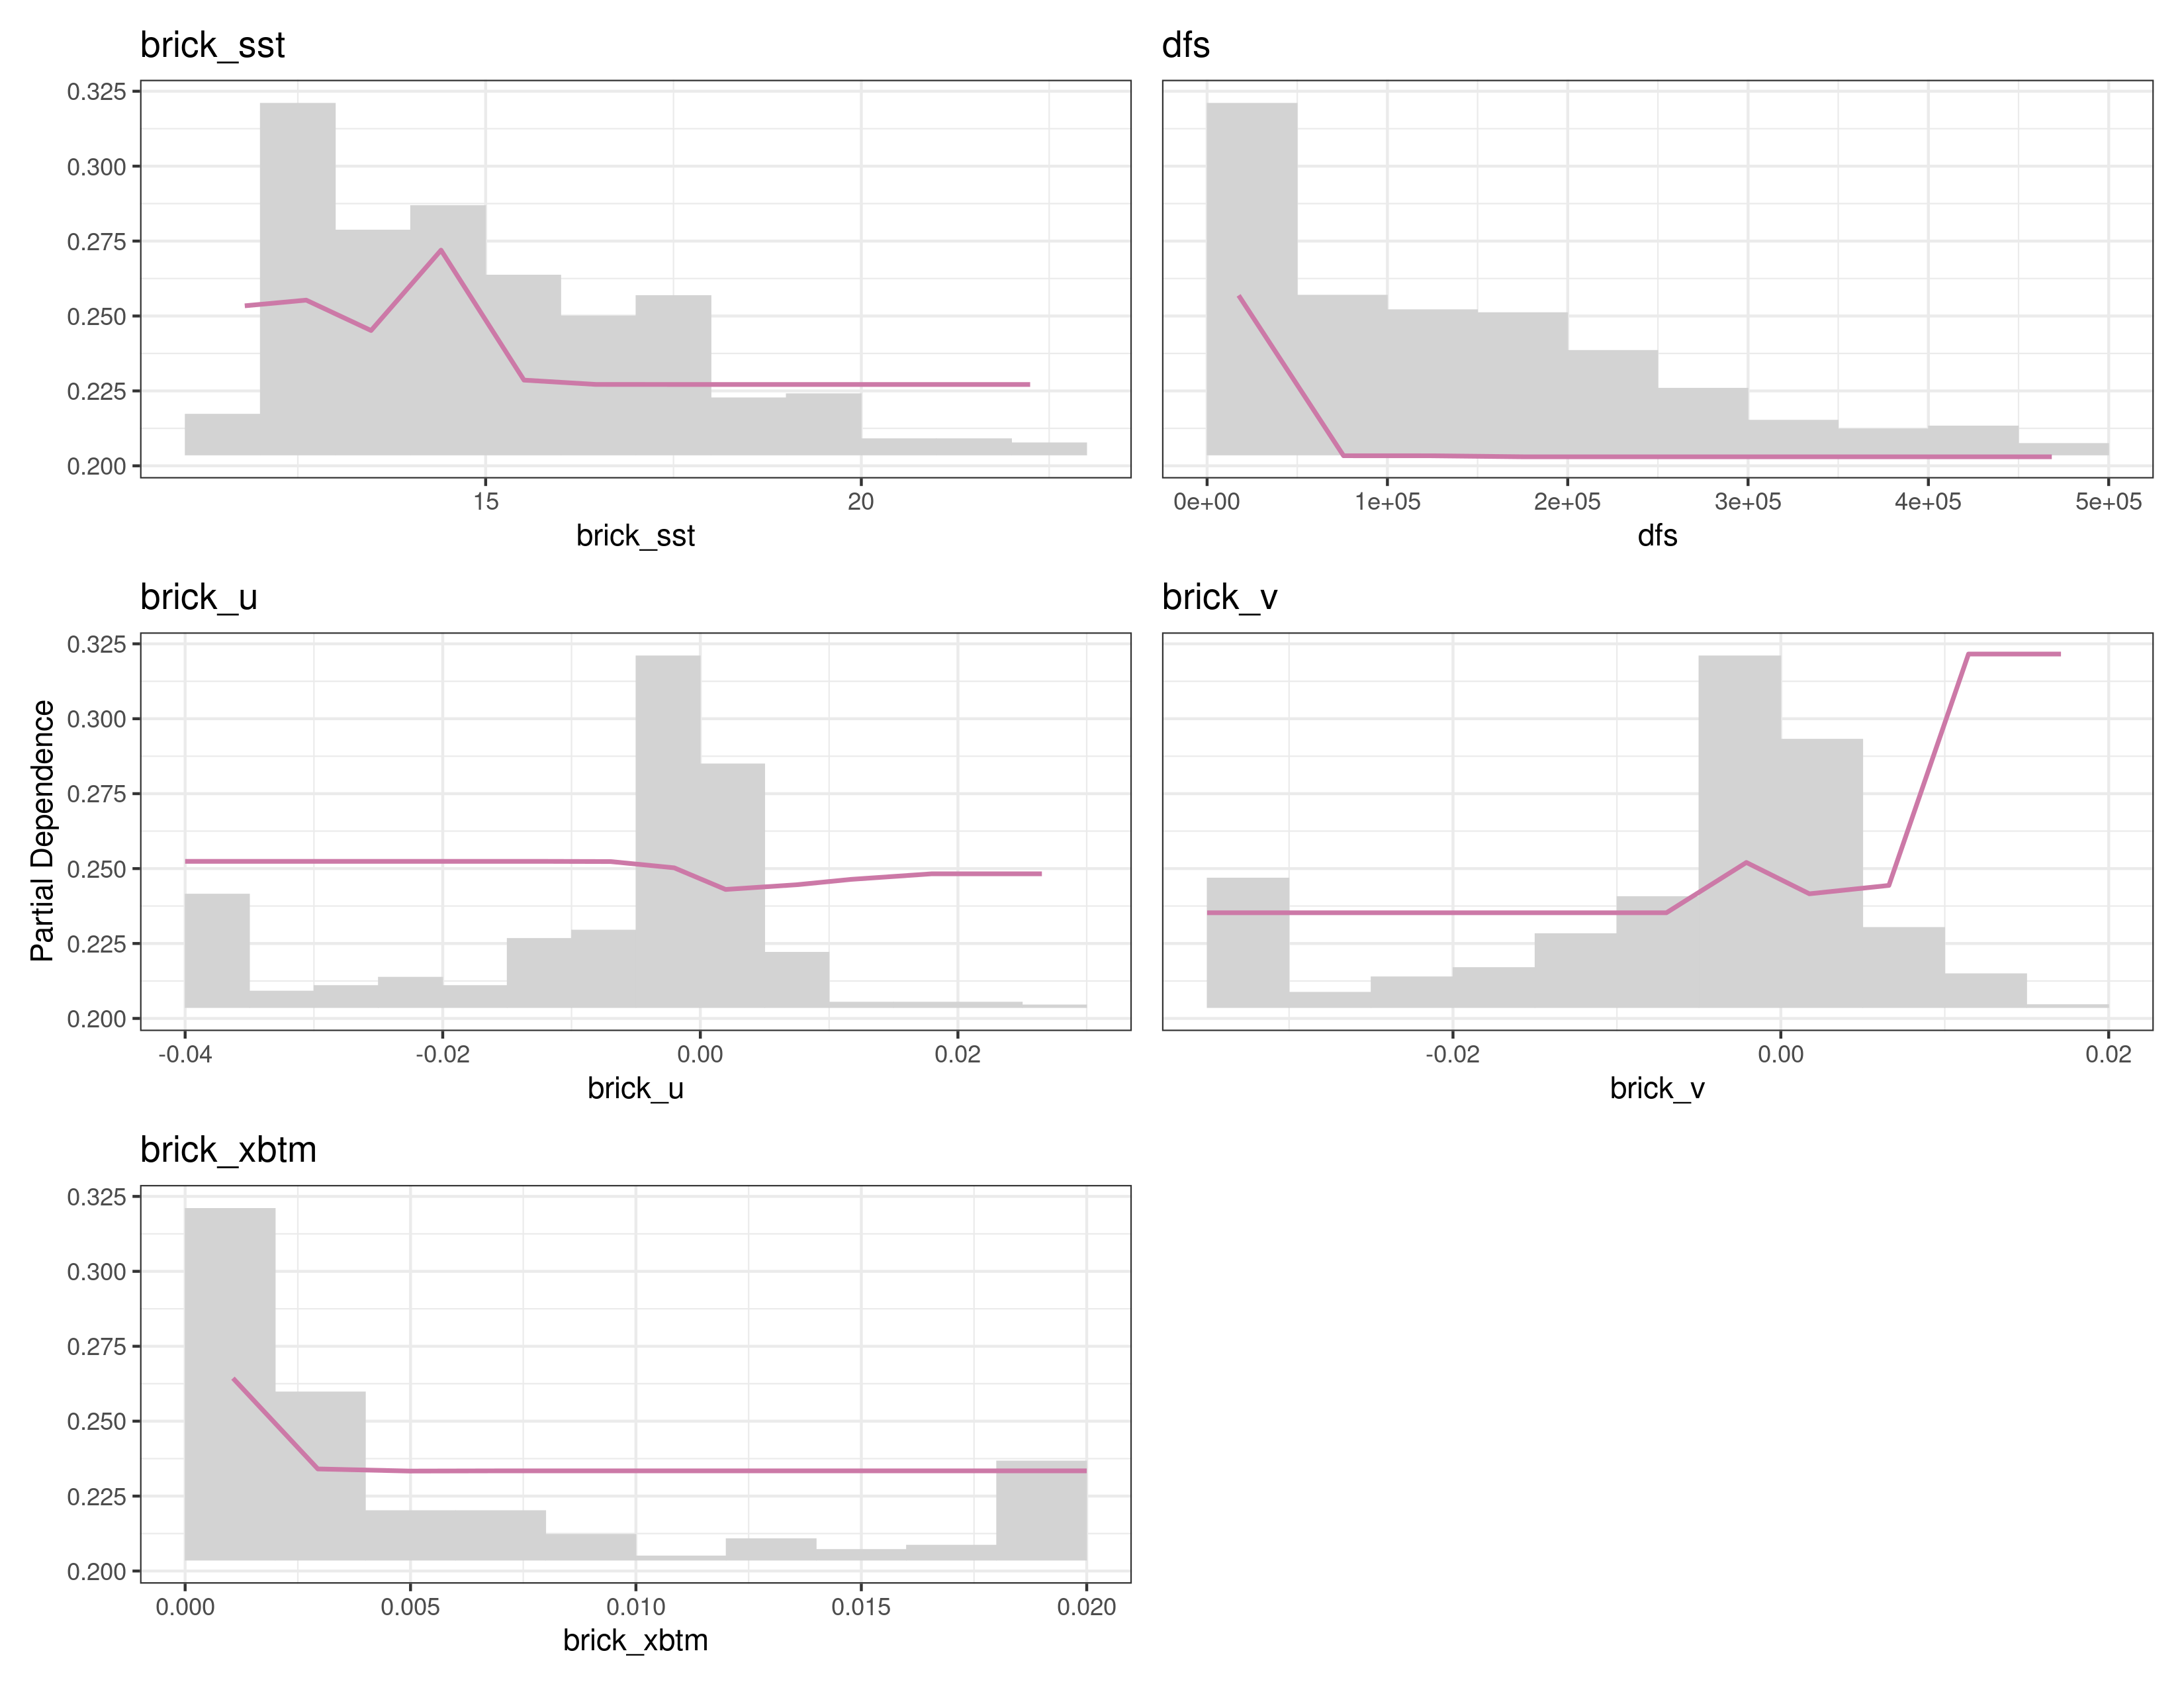 brick_sst
0.325
0.300
0.275
0.250
0.225
0.200
15 20
brick_sst
dfs
0e+00 1e+05 2e+05 3e+05 4e+05 5e+05
dfs
Partial Dependence
brick_u
0.325
0.300
0.275
0.250
0.225
0.200
-0.04 -0.02 0.00 0.02
brick_u
brick_v
-0.02 0.00 0.02
brick_v
brick_xbtm
0.325
0.300
0.275
0.250
0.225
0.200
0.000 0.005 0.010 0.015 0.020
brick_xbtm